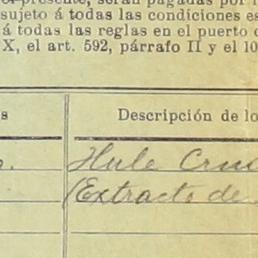 presente, serán pagadas por
sujeto á todas las condiciones es
á todas las reglas en el puerto
X, el art. 592, párrafo II y el 10
s Descripción de lo
Hule Crud
(Extracto de